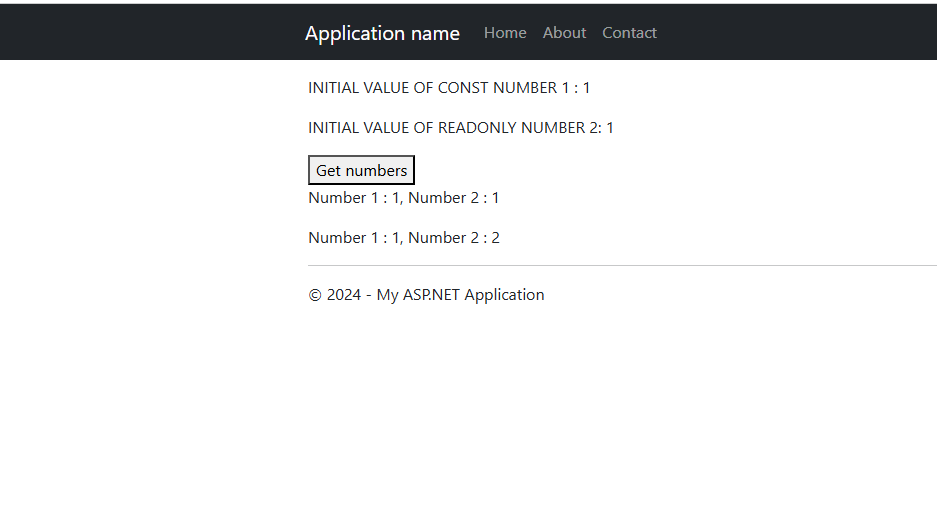 Application name Home About Contact
INITIAL VALUE OF CONST NUMBER 1 : 1
INITIAL VALUE OF READONLY NUMBER 2: 1
Get numbers
Number 1 : 1, Number 2 : 1
Number 1 : 1, Number 2 : 2
© 2024 - My ASP.NET Application